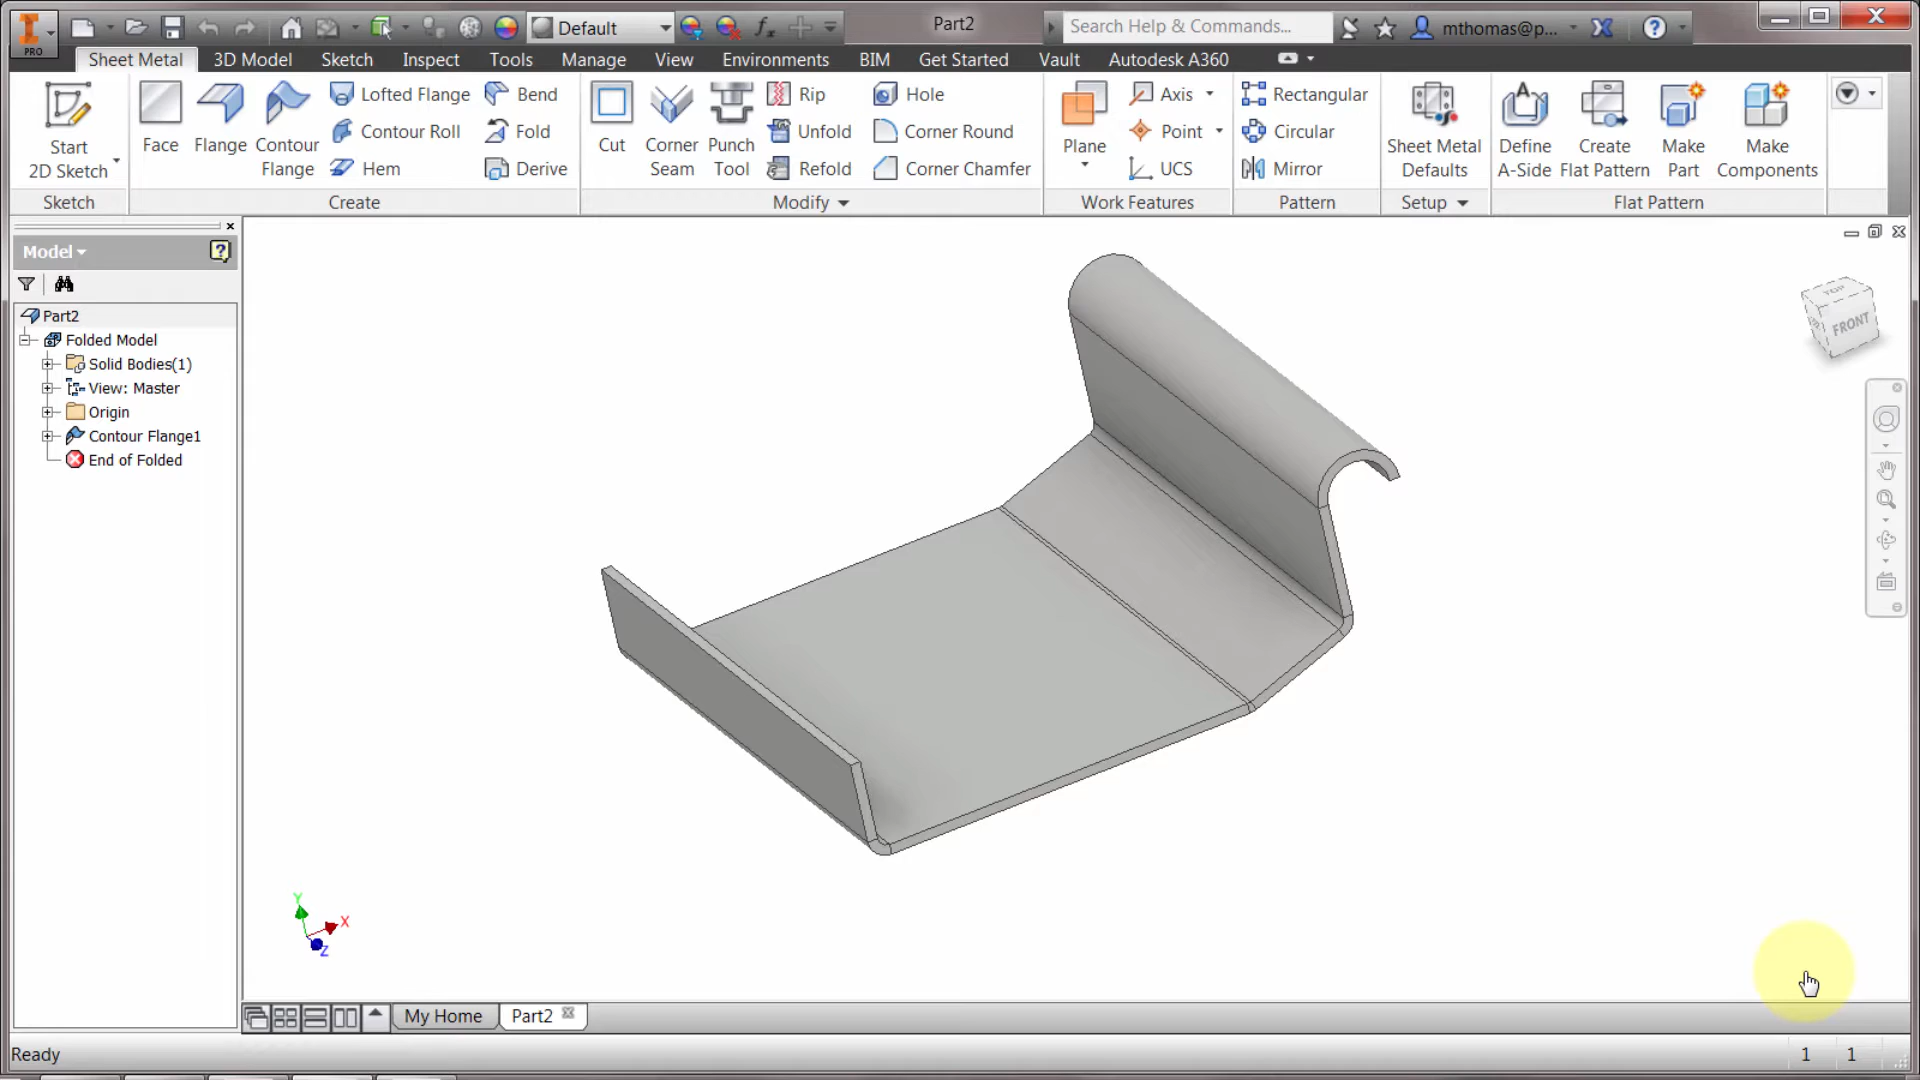 PRO
Default
Part2
Search Help & Commands...
mthomas@p...
Sheet Metal
3D Model
Sketch
Inspect
Tools
Manage
View
Environments
BIM
Get Started
Vault
Autodesk A360
Start
2D Sketch
Face
Flange
Contour
Flange
Lofted Flange
Contour Roll
Hem
Bend
Fold
Derive
Cut
Corner
Seam
Punch
Tool
Rip
Unfold
Refold
Hole
Corner Round
Corner Chamfer
Plane
Axis
Point
UCS
Rectangular
Circular
Mirror
Sheet Metal
Defaults
Define
A-Side
Create
Flat Pattern
Make
Part
Make
Components
Sketch
Create
Modify
Work Features
Pattern
Setup
Flat Pattern
Model
Part2
Folded Model
Solid Bodies(1)
View: Master
Origin
Contour Flange1
End of Folded
TOP
FRONT
Y
X
Z
My Home
Part2
Ready
1 1